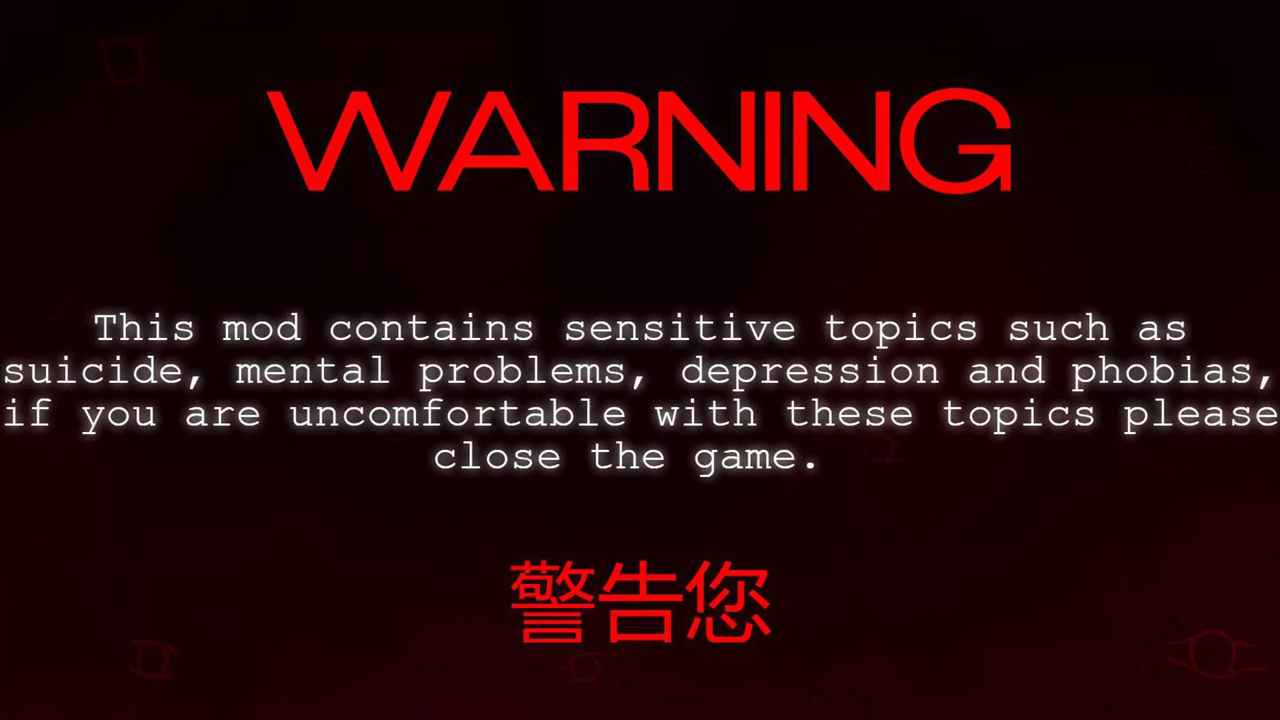 WARNING
This mod contains sensitive topics such as
suicide, mental problems, depression and phobias,
if you are uncomfortable with these topics please
close the game.
警告您